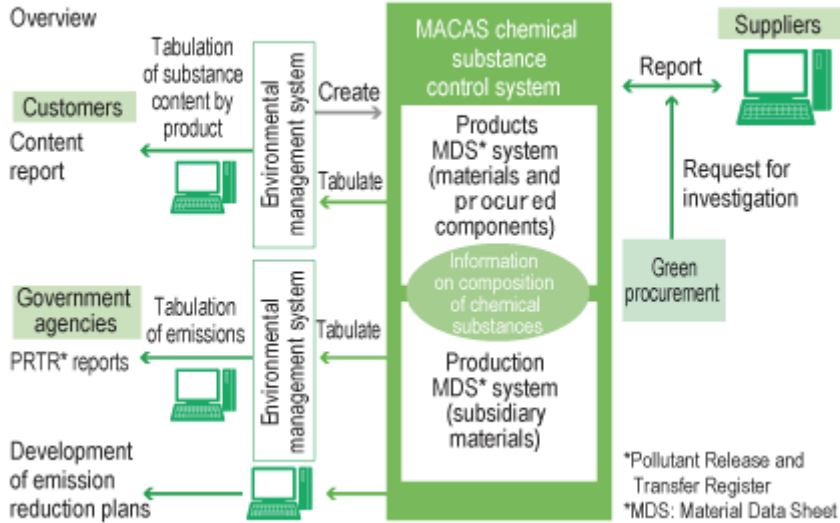 Overview
Customers
Content
report
Tabulation
of substance
content by
product
Environmental
management system
Create
Tabulate
MACAS chemical
substance
control system
Products
MDS* system
(materials and
procured
components)
Information
on composition
of chemical
substances
Production
MDS* system
(subsidiary
materials)
Suppliers
Report
Request for
investigation
Green
procurement
Government
agencies
PRTR* reports
Tabulation
of emissions
Environmental
management system
Tabulate
Development
of emission
reduction plans
*Pollutant Release and
Transfer Register
*MDS: Material Data Sheet